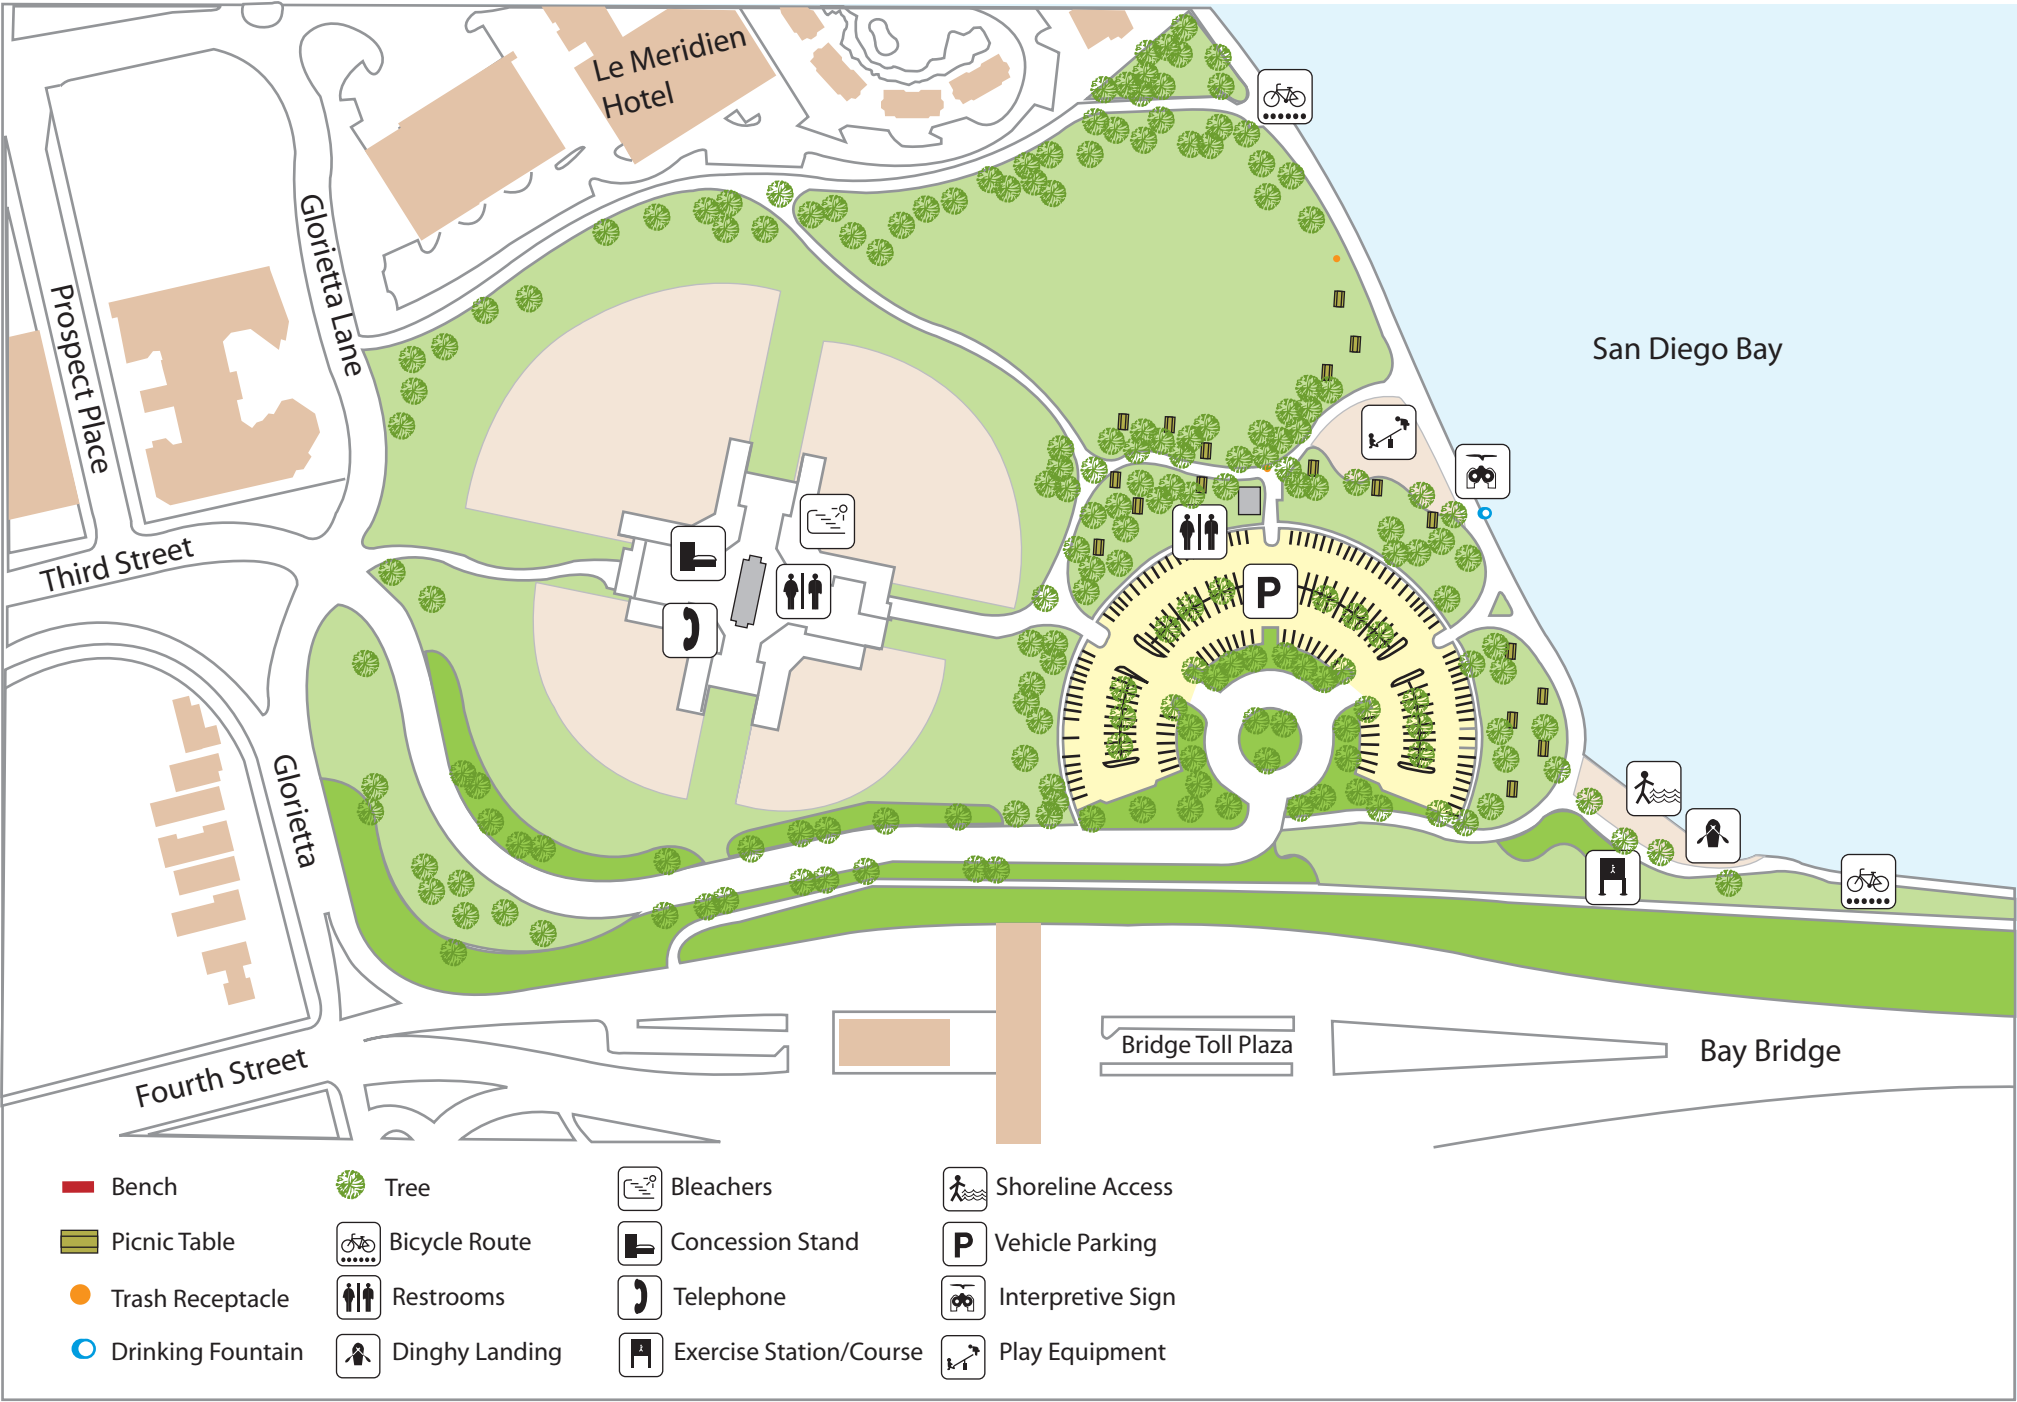 Le Meridien
Hotel
Glorietta Lane
Prospect Place
San Diego Bay
Third Street
P
Glorietta
Bridge Toll Plaza
Bay Bridge
Fourth Street
Bench
Tree
Bleachers
Shoreline Access
Picnic Table
Bicycle Route
Concession Stand
P
Vehicle Parking
Trash Receptacle
Restrooms
Telephone
Interpretive Sign
Drinking Fountain
Dinghy Landing
Exercise Station/Course
Play Equipment